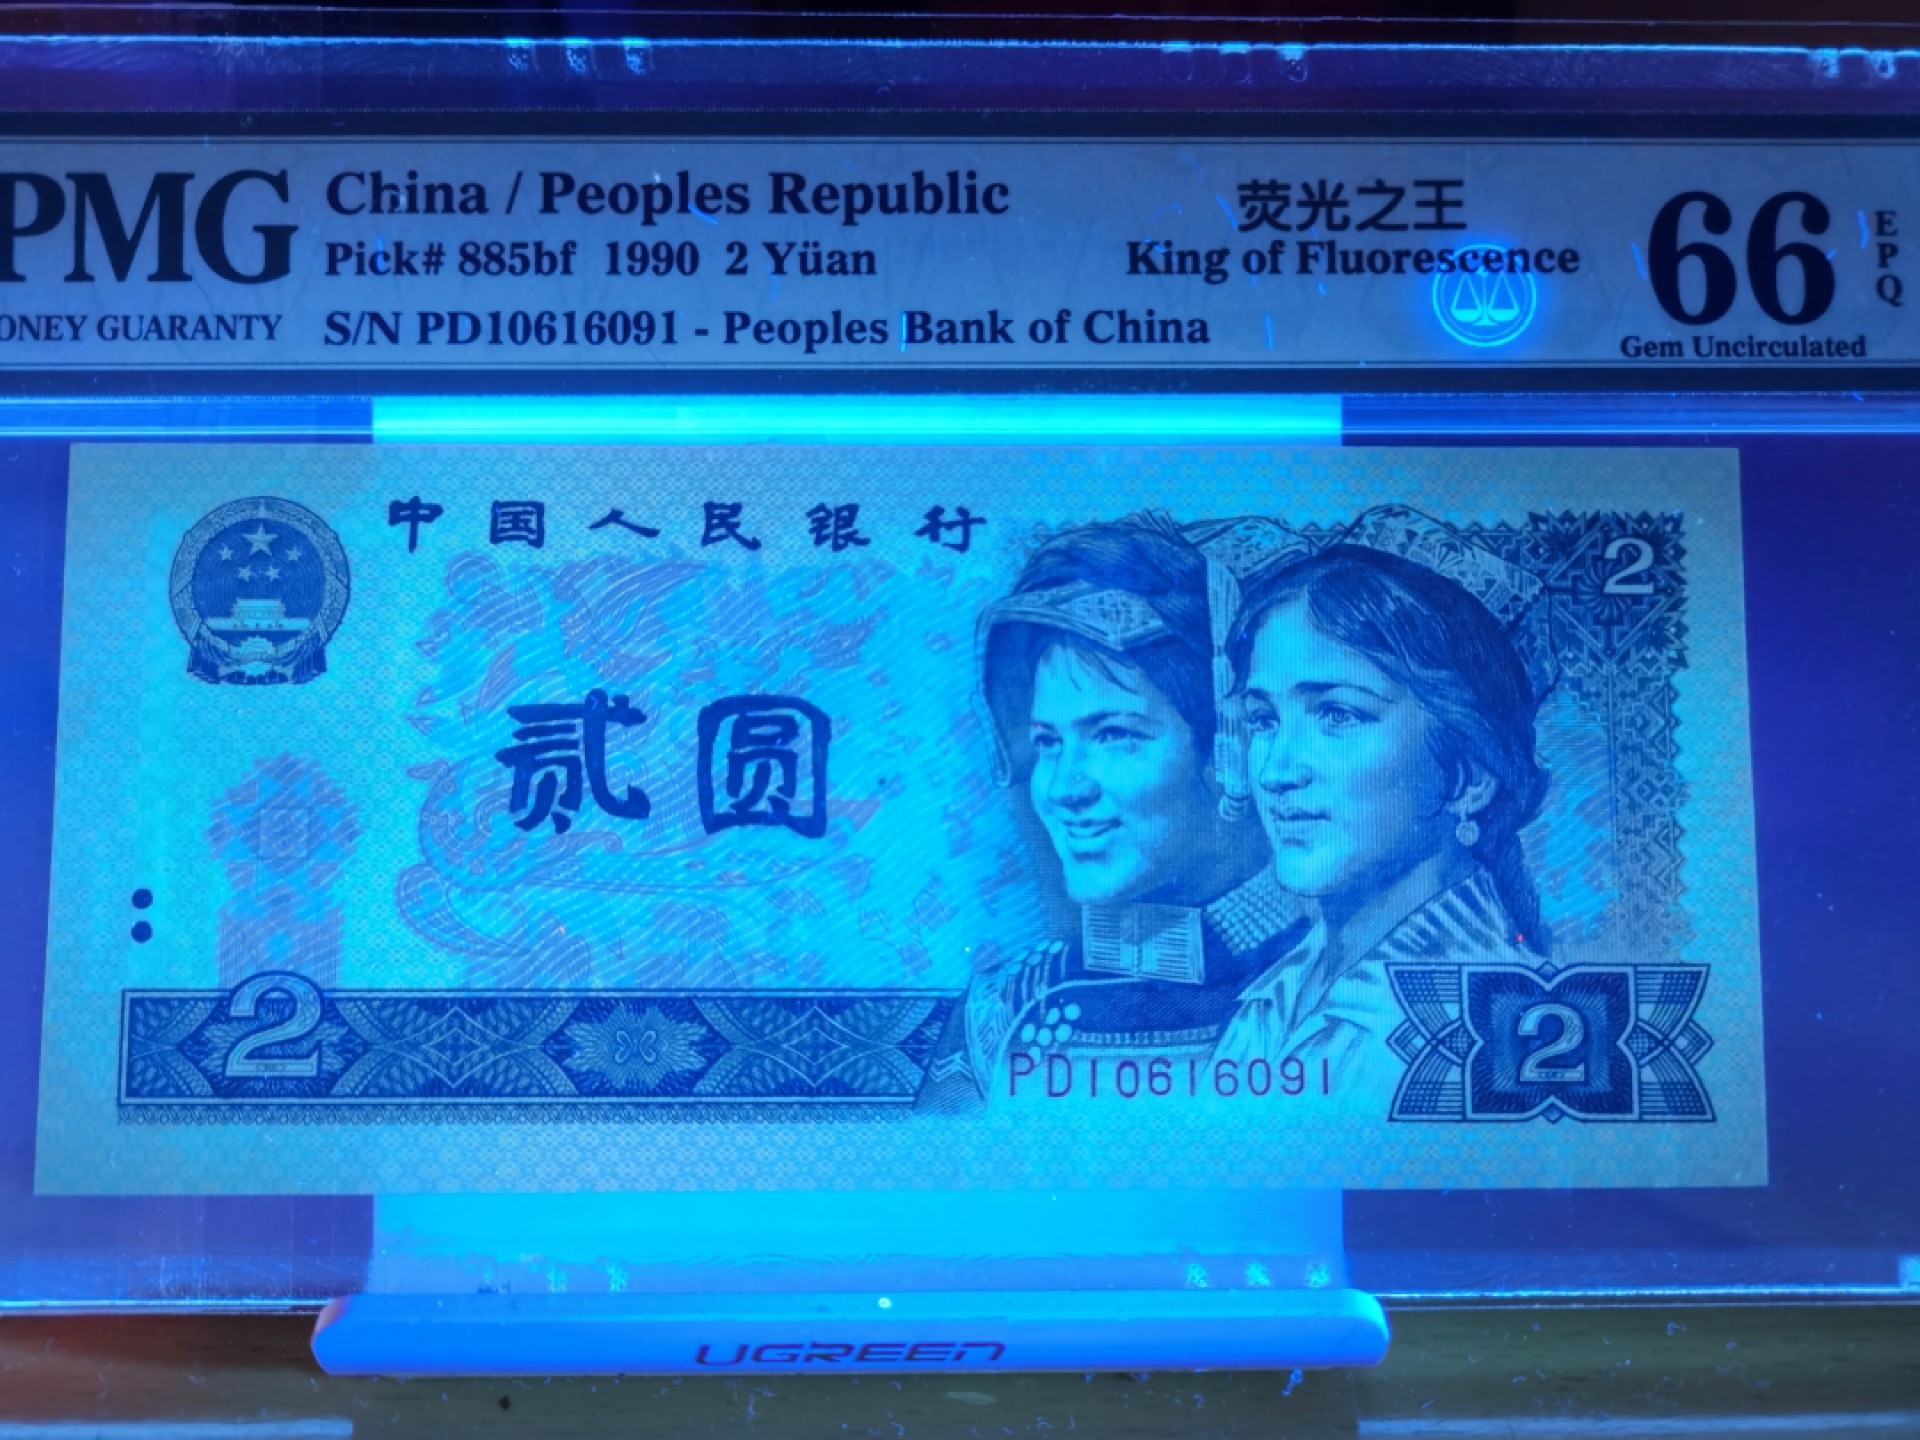 PMG
China / Peoples Republic
Pick# 885bf 1990 2 Yüan
ONEY GUARANTY
S/N PD10616091 - Peoples Bank of China
荧光之王
King of Fluorescence
66
EPQ
Gem Uncirculated
中国人民银行
2
贰圆
2
2
PD10616091
UGREEN